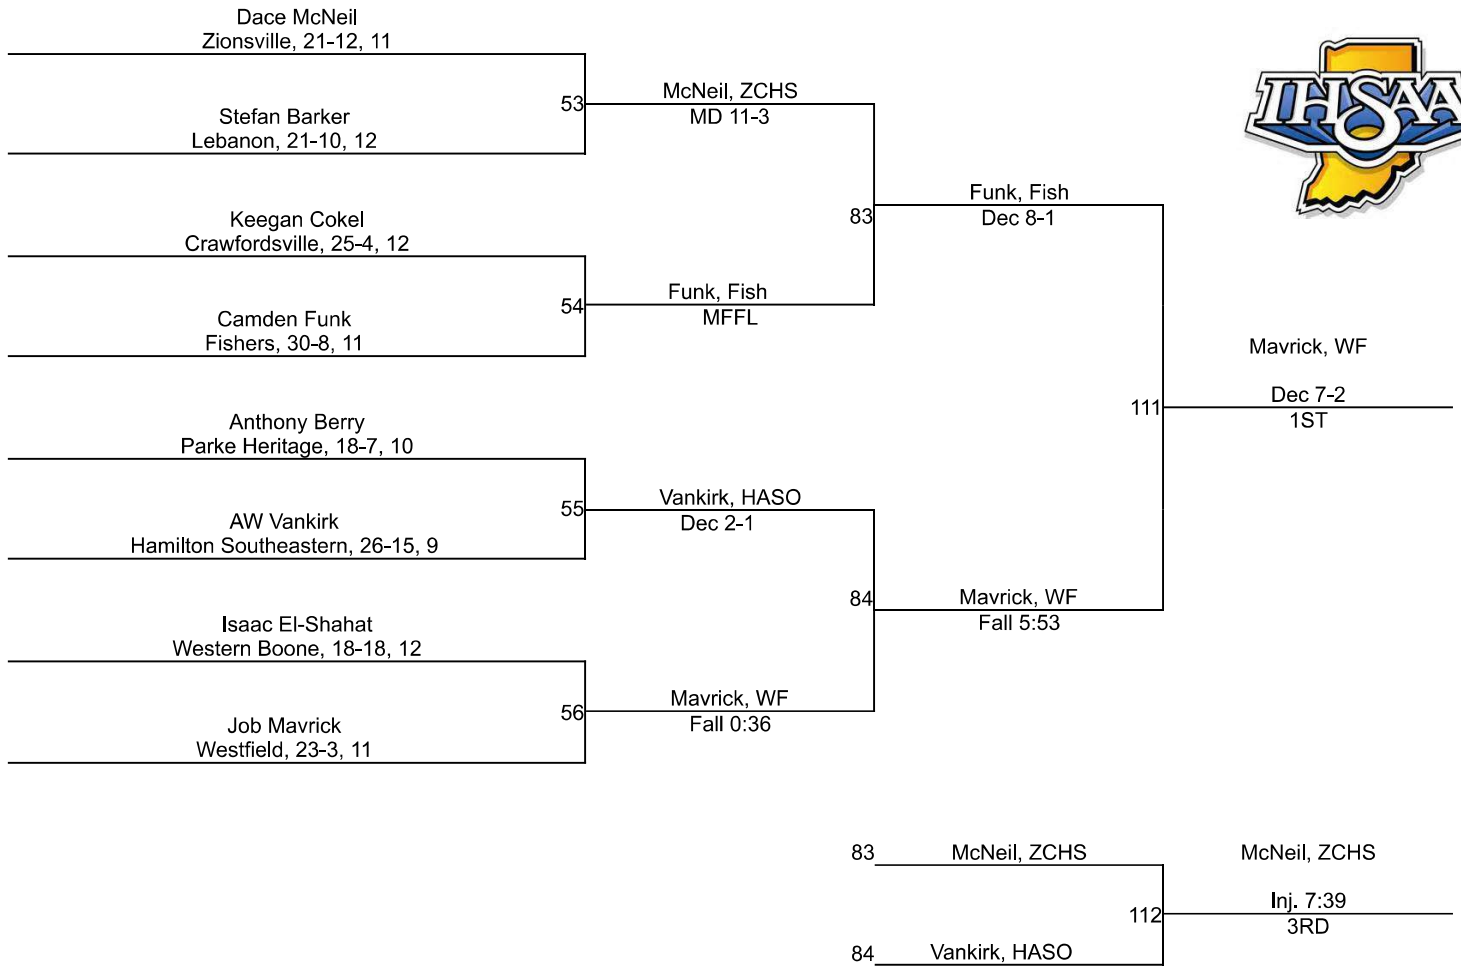 Dace McNeil
Zionsville, 21-12, 11
Stefan Barker
Lebanon, 21-10, 12
Keegan Cokel
Crawfordsville, 25-4, 12
Camden Funk
Fishers, 30-8, 11
Anthony Berry
Parke Heritage, 18-7, 10
AW Vankirk
Hamilton Southeastern, 26-15, 9
Isaac El-Shahat
Western Boone, 18-18, 12
Job Mavrick
Westfield, 23-3, 11
53
McNeil, ZCHS
MD 11-3
54
Funk, Fish
MFFL
55
Vankirk, HASO
Dec 2-1
56
Mavrick, WF
Fall 0:36
83
Funk, Fish
Dec 8-1
84
Mavrick, WF
Fall 5:53
111
Mavrick, WF
Dec 7-2
1ST
IHSAA
83
McNeil, ZCHS
84
Vankirk, HASO
112
McNeil, ZCHS
Inj. 7:39
3RD